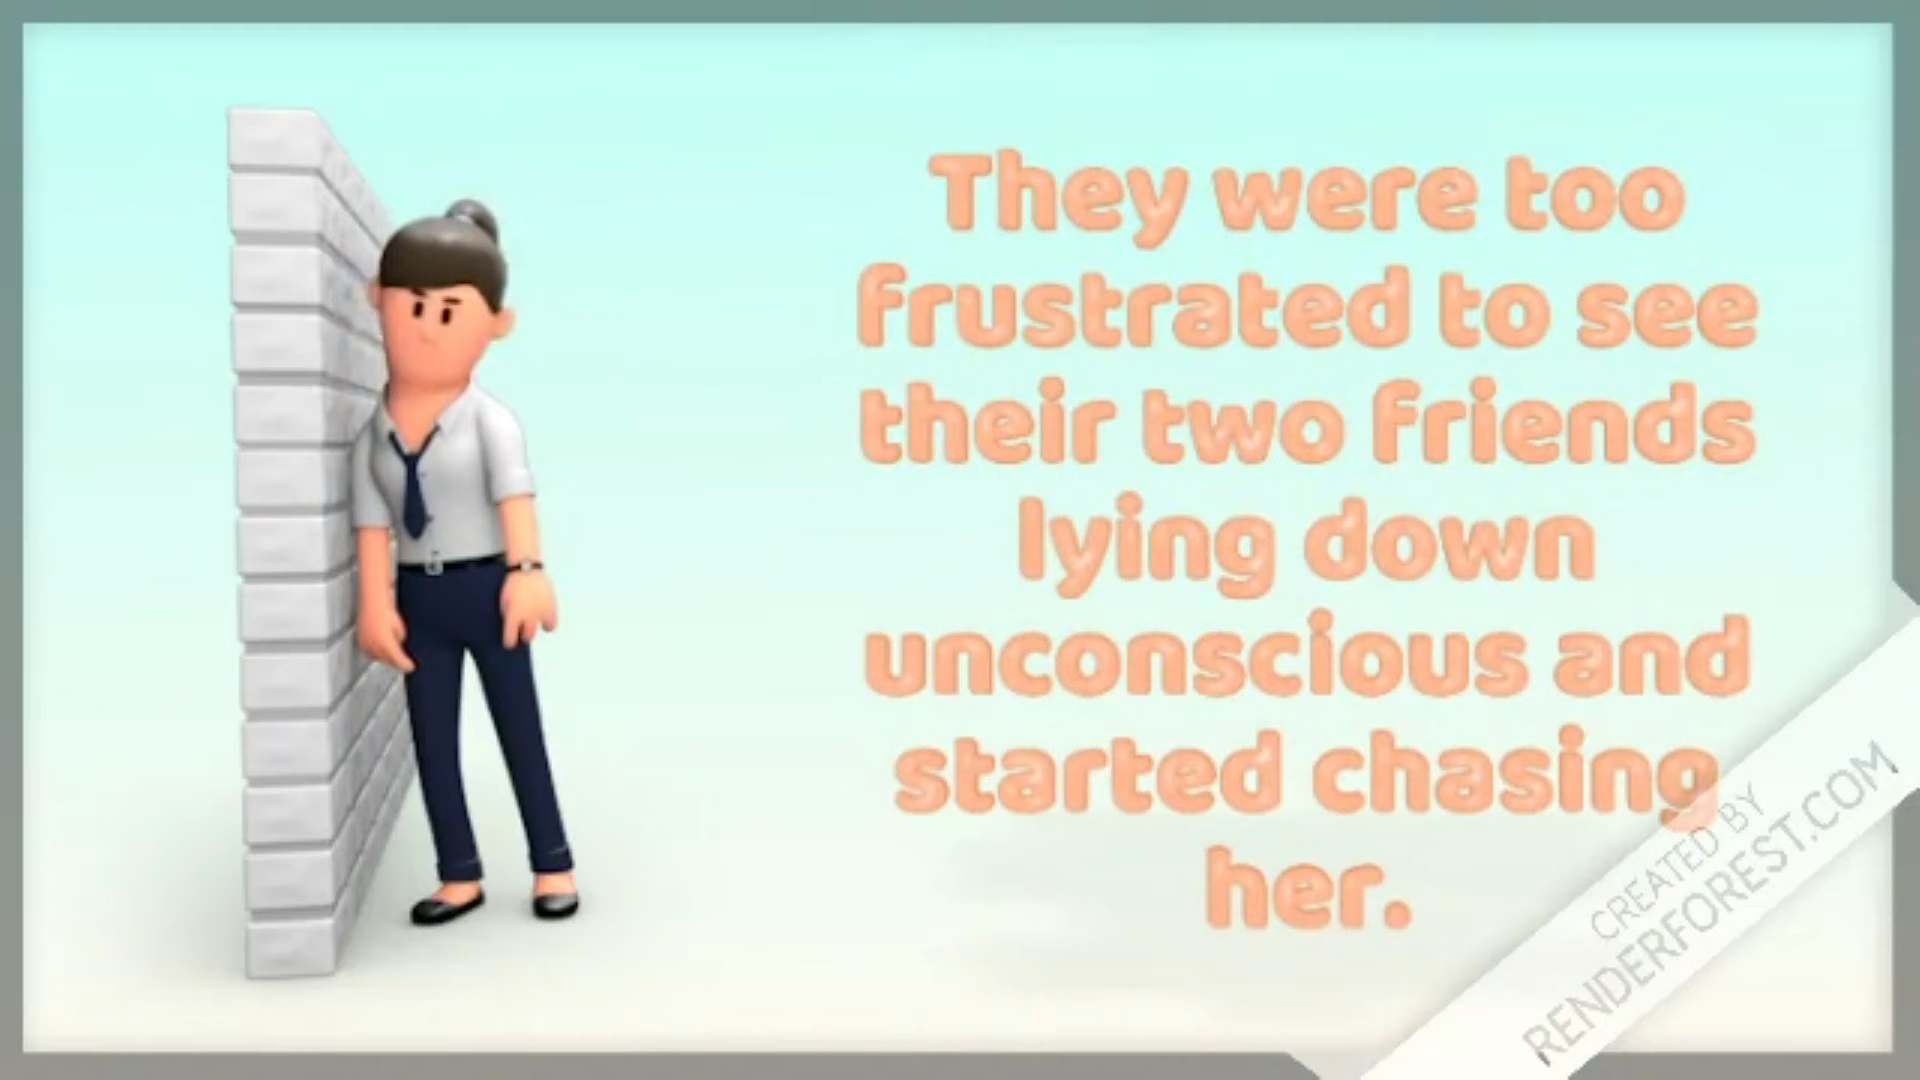 They were too
frustrated to see
their two friends
lying down
unconscious and
started chasing
her.
CREATED BY
RENDERFOREST.COM